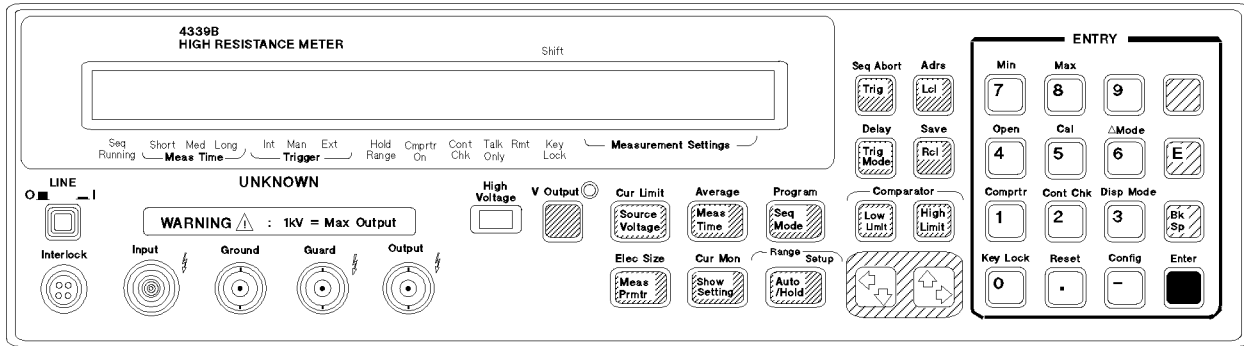 4339B
HIGH RESISTANCE METER
Shift
Seq Running
Short Med Long
Meas Time
Int Man Ext
Trigger
Hold Range
Cmprtr On
Cont Chk
Talk Only
Rmt
Key Lock
Measurement Settings
LINE
O I
UNKNOWN
WARNING ! : 1kV = Max Output
High Voltage
V Output
Interlock
Input
Ground
Guard
Output
Cur Limit
Source Voltage
Average
Meas Time
Program
Seq Mode
Elec Size
Meas Prmtr
Cur Mon
Show Setting
Range Setup
Auto /Hold
Seq Abort
Trig
Adrs
Lcl
Delay
Trig Mode
Save
Rcl
Comparator
Low Limit
High Limit
ENTRY
Min
7
Max
8
9
Open
4
Cal
5
△Mode
6
E
Comprtr
1
Cont Chk
2
Disp Mode
3
Bk Sp
Key Lock
0
Reset
.
Config
−
Enter